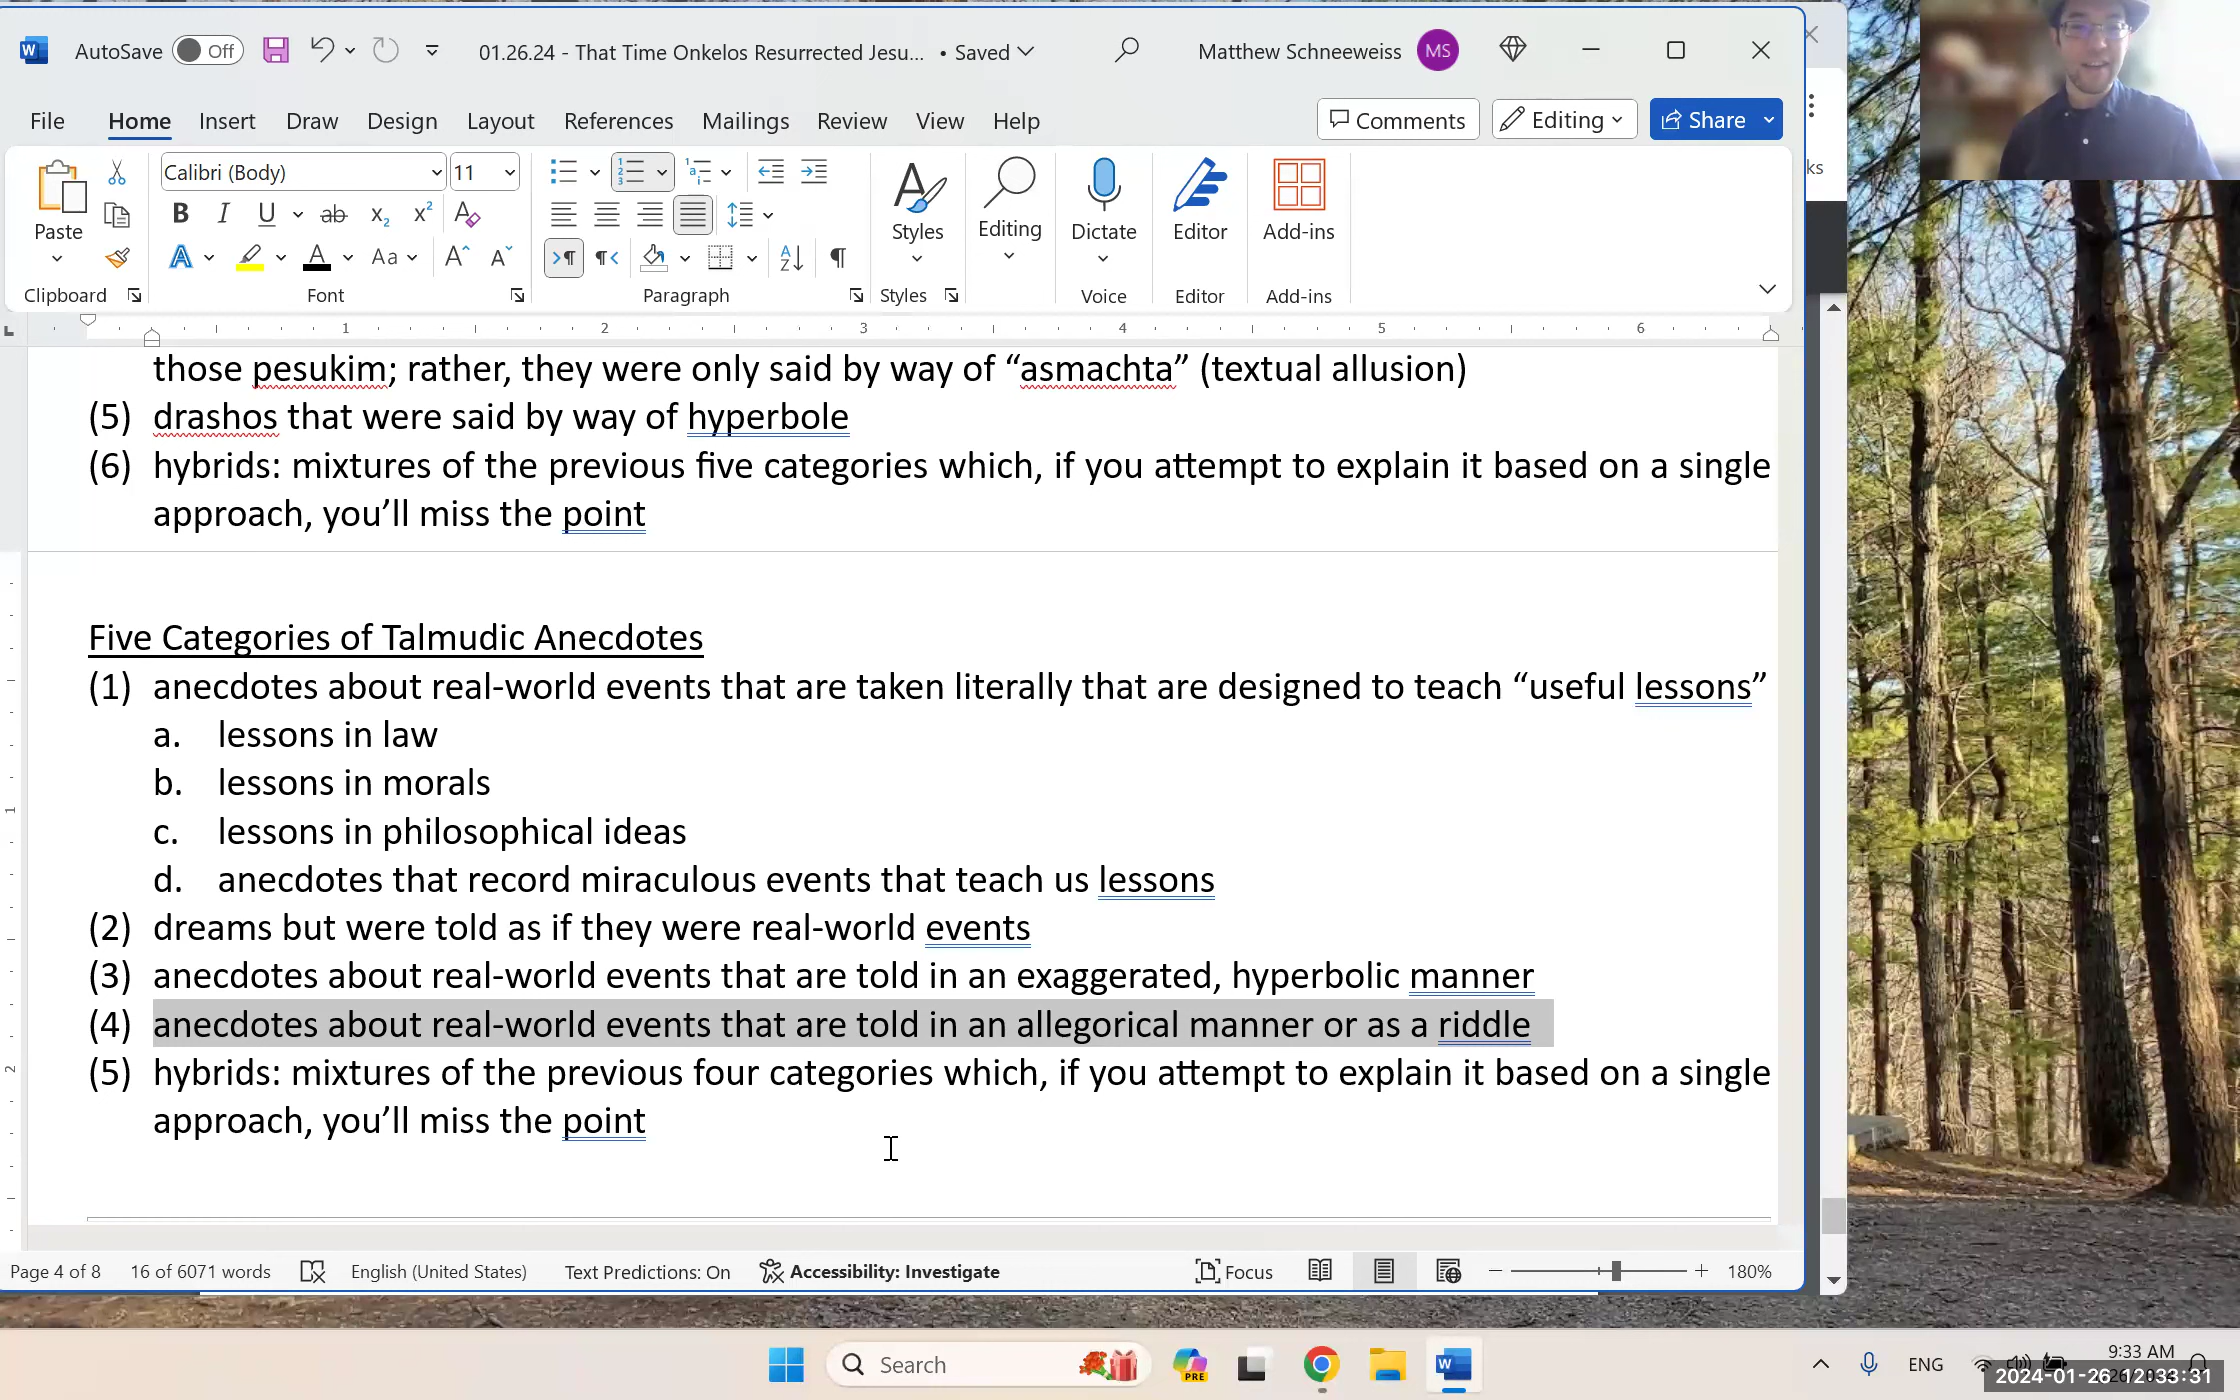 AutoSave Off 01.26.24 - That Time Onkelos Resurrected Jesu... • Saved Matthew Schneeweiss MS
File Home Insert Draw Design Layout References Mailings Review View Help Comments Editing Share
ks
Paste Calibri (Body) 11 Styles Editing Dictate Editor Add-ins
Clipboard Font Paragraph Styles Voice Editor Add-ins
1 2 3 4 5 6
those pesukim; rather, they were only said by way of “asmachta” (textual allusion)
(5) drashos that were said by way of hyperbole
(6) hybrids: mixtures of the previous five categories which, if you attempt to explain it based on a single
approach, you’ll miss the point
Five Categories of Talmudic Anecdotes
(1) anecdotes about real-world events that are taken literally that are designed to teach “useful lessons”
a. lessons in law
b. lessons in morals
c. lessons in philosophical ideas
d. anecdotes that record miraculous events that teach us lessons
(2) dreams but were told as if they were real-world events
(3) anecdotes about real-world events that are told in an exaggerated, hyperbolic manner
(4) anecdotes about real-world events that are told in an allegorical manner or as a riddle
(5) hybrids: mixtures of the previous four categories which, if you attempt to explain it based on a single
approach, you’ll miss the point
Page 4 of 8 16 of 6071 words English (United States) Text Predictions: On Accessibility: Investigate Focus 180%
Search PRE ENG 9:33 AM
2024-01-26 12:33:31